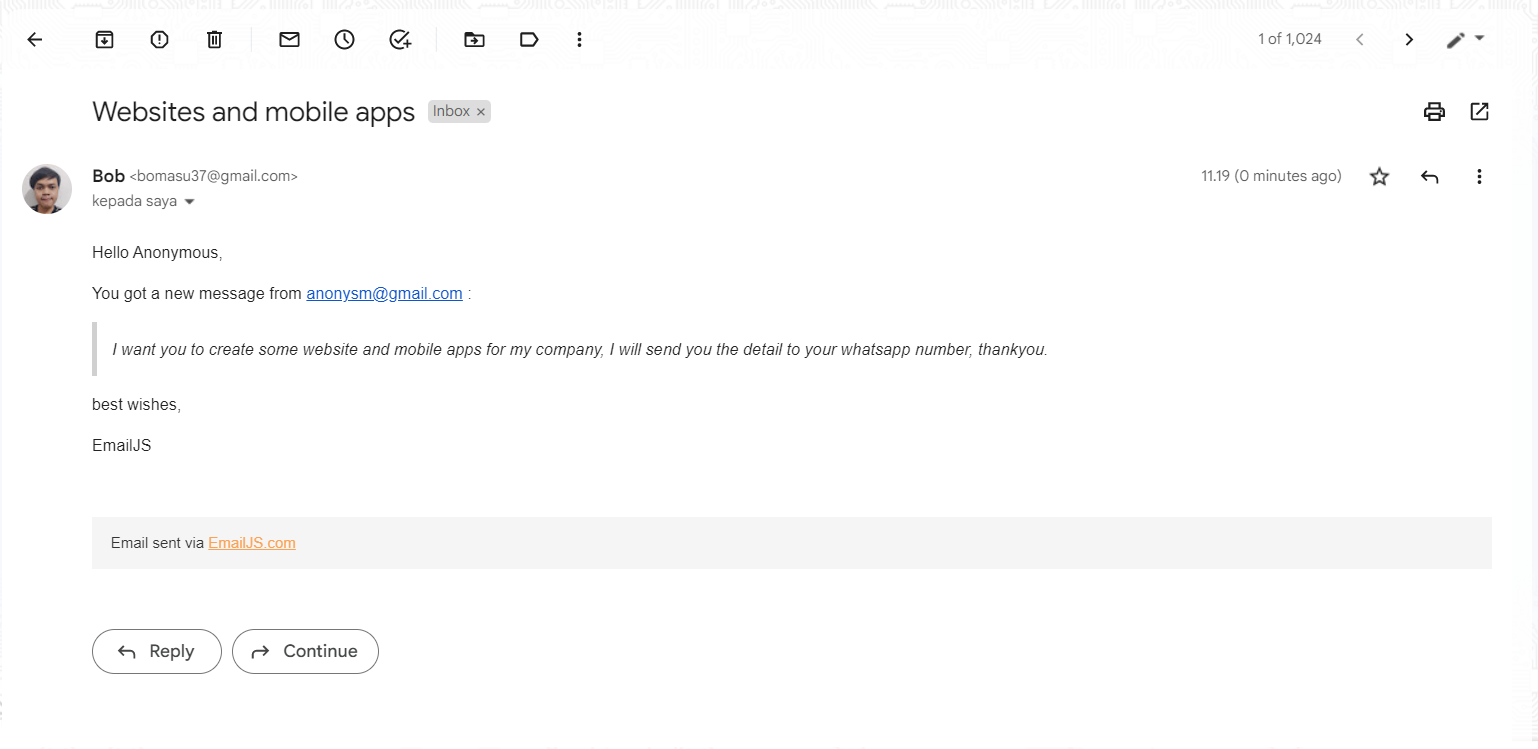 1 of 1,024
Websites and mobile apps Inbox ×
Bob <bomasu37@gmail.com> 11.19 (0 minutes ago)
kepada saya
Hello Anonymous,
You got a new message from anonysm@gmail.com :
I want you to create some website and mobile apps for my company, I will send you the detail to your whatsapp number, thankyou.
best wishes,
EmailJS
Email sent via EmailJS.com
Reply Continue